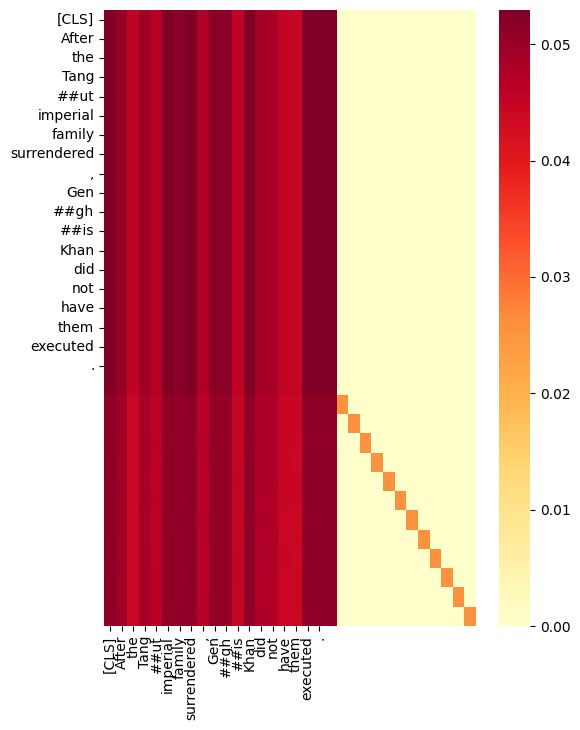 [CLS]
After
the
Tang
##ut
imperial
family
surrendered
,
Gen
##gh
##is
Khan
did
not
have
them
executed
.
0.05
0.04
0.03
0.02
0.01
0.00
[CLS]
After
the
Tang
##ut
imperial
family
surrendered
,
Gen
##gh
##is
Khan
did
not
have
them
executed
.